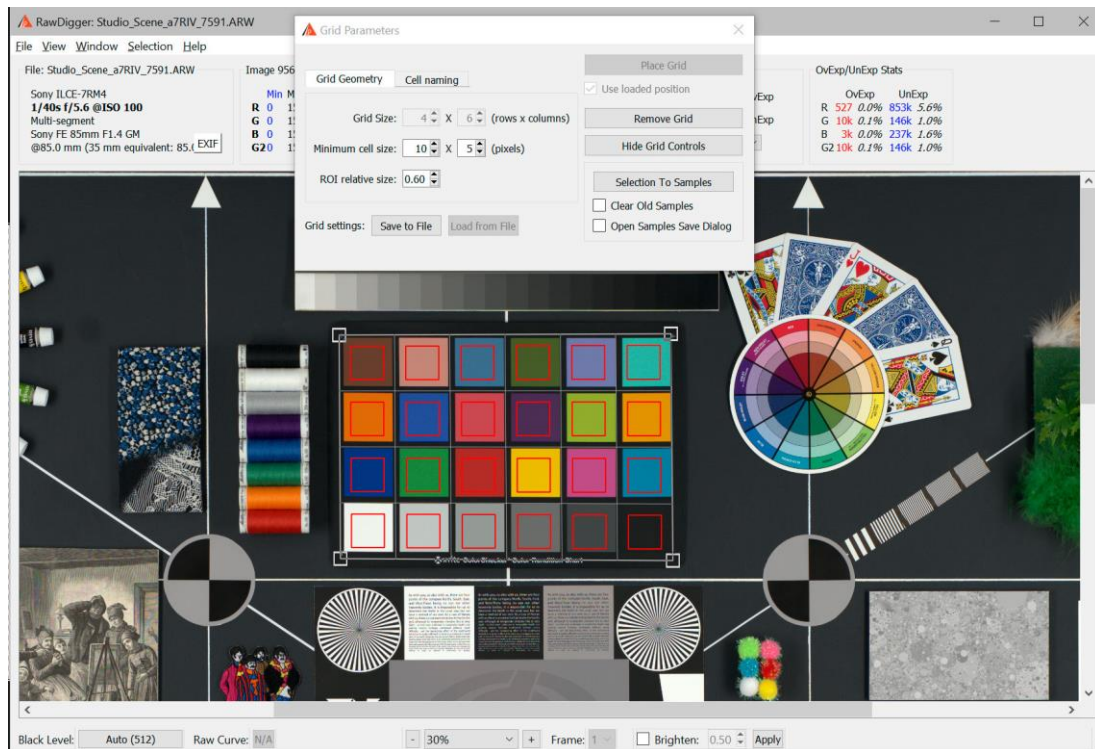 RawDigger: Studio_Scene_a7RIV_7591.ARW
File View Window Selection Help
File: Studio_Scene_a7RIV_7591.ARW
Sony ILCE-7RM4
1/40s f/5.6 @ISO 100
Multi-segment
Sony FE 85mm F1.4 GM
@85.0 mm (35 mm equivalent: 85.
EXIF
Image 956
Min M
R 0 15
G 0 15
B 0 15
G2 0 15
Grid Parameters
Grid Geometry Cell naming
Grid Size: 4 X 6 (rows x columns)
Minimum cell size: 10 X 5 (pixels)
ROI relative size: 0.60
Grid settings: Save to File Load from File
Place Grid
Use loaded position
Remove Grid
Hide Grid Controls
Selection To Samples
Clear Old Samples
Open Samples Save Dialog
OvExp/UnExp Stats
OvExp UnExp
R 527 0.0% 853k 5.6%
G 10k 0.1% 146k 1.0%
B 3k 0.0% 237k 1.6%
G2 10k 0.1% 146k 1.0%
Black Level: Auto (512) Raw Curve: N/A - 30% + Frame: 1 Brighten: 0.50 Apply